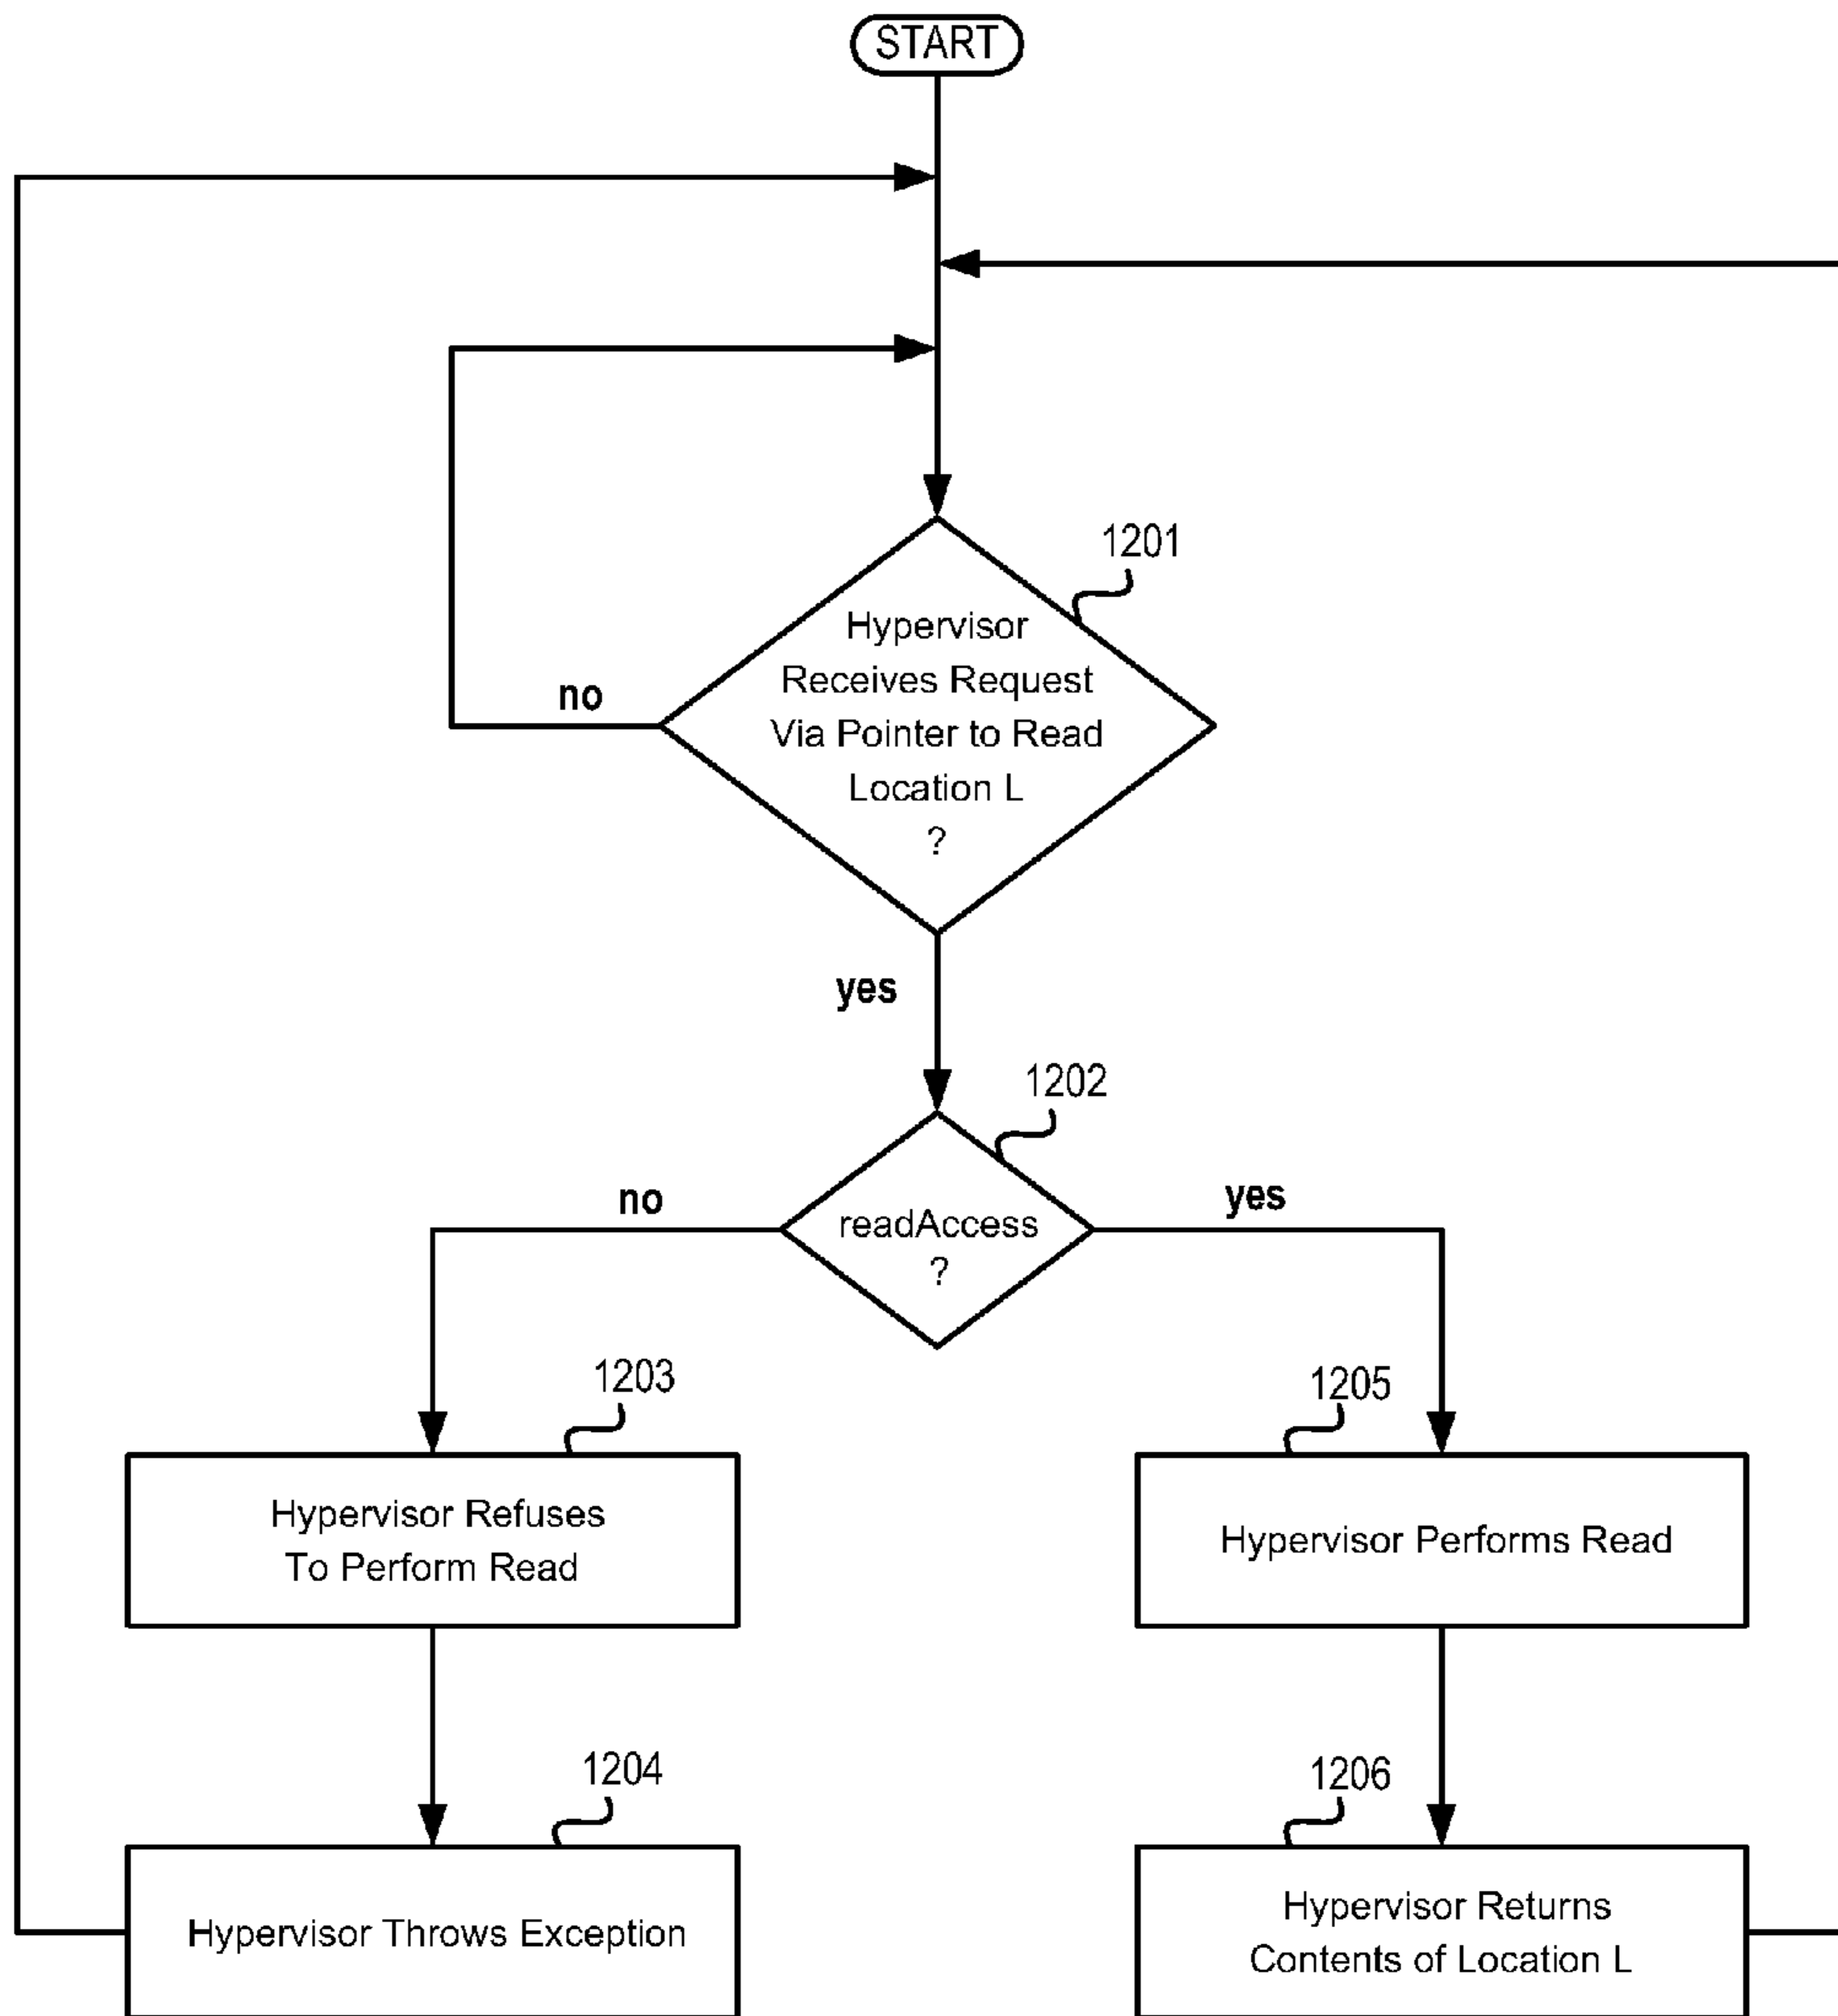 START
1201
Hypervisor
Receives Request
Via Pointer to Read
Location L
?
no
yes
1202
readAccess
?
no
yes
1203
Hypervisor Refuses
To Perform Read
1205
Hypervisor Performs Read
1204
Hypervisor Throws Exception
1206
Hypervisor Returns
Contents of Location L